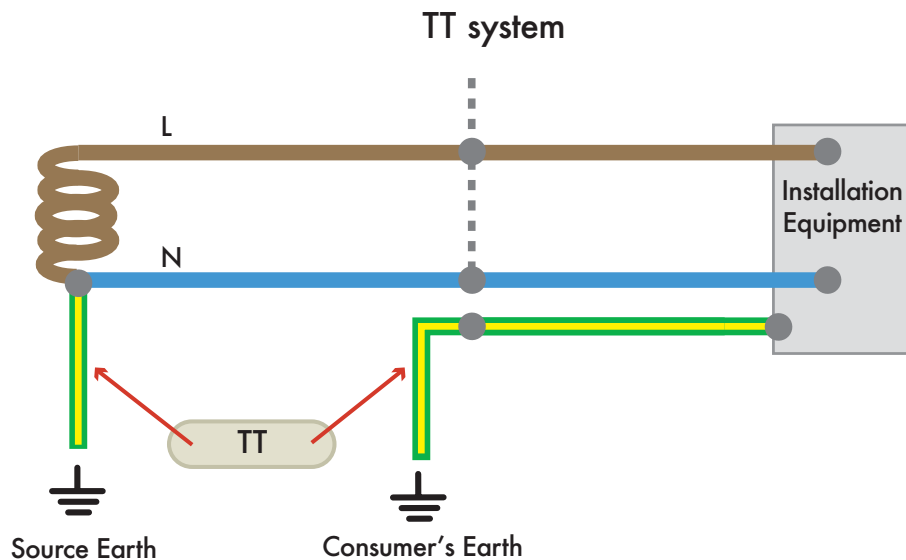 TT system
L
Installation
Equipment
N
TT
Source Earth
Consumer's Earth